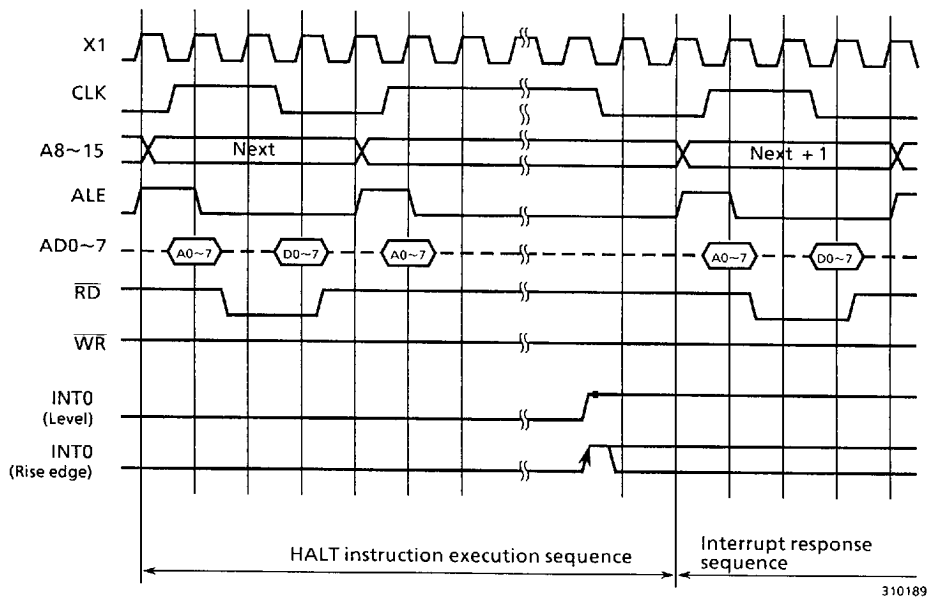 X1
CLK
A8~15
Next
Next + 1
ALE
AD0~7
A0~7
D0~7
A0~7
A0~7
D0~7
RD
WR
INT0
(Level)
INT0
(Rise edge)
HALT instruction execution sequence
Interrupt response
sequence
310189